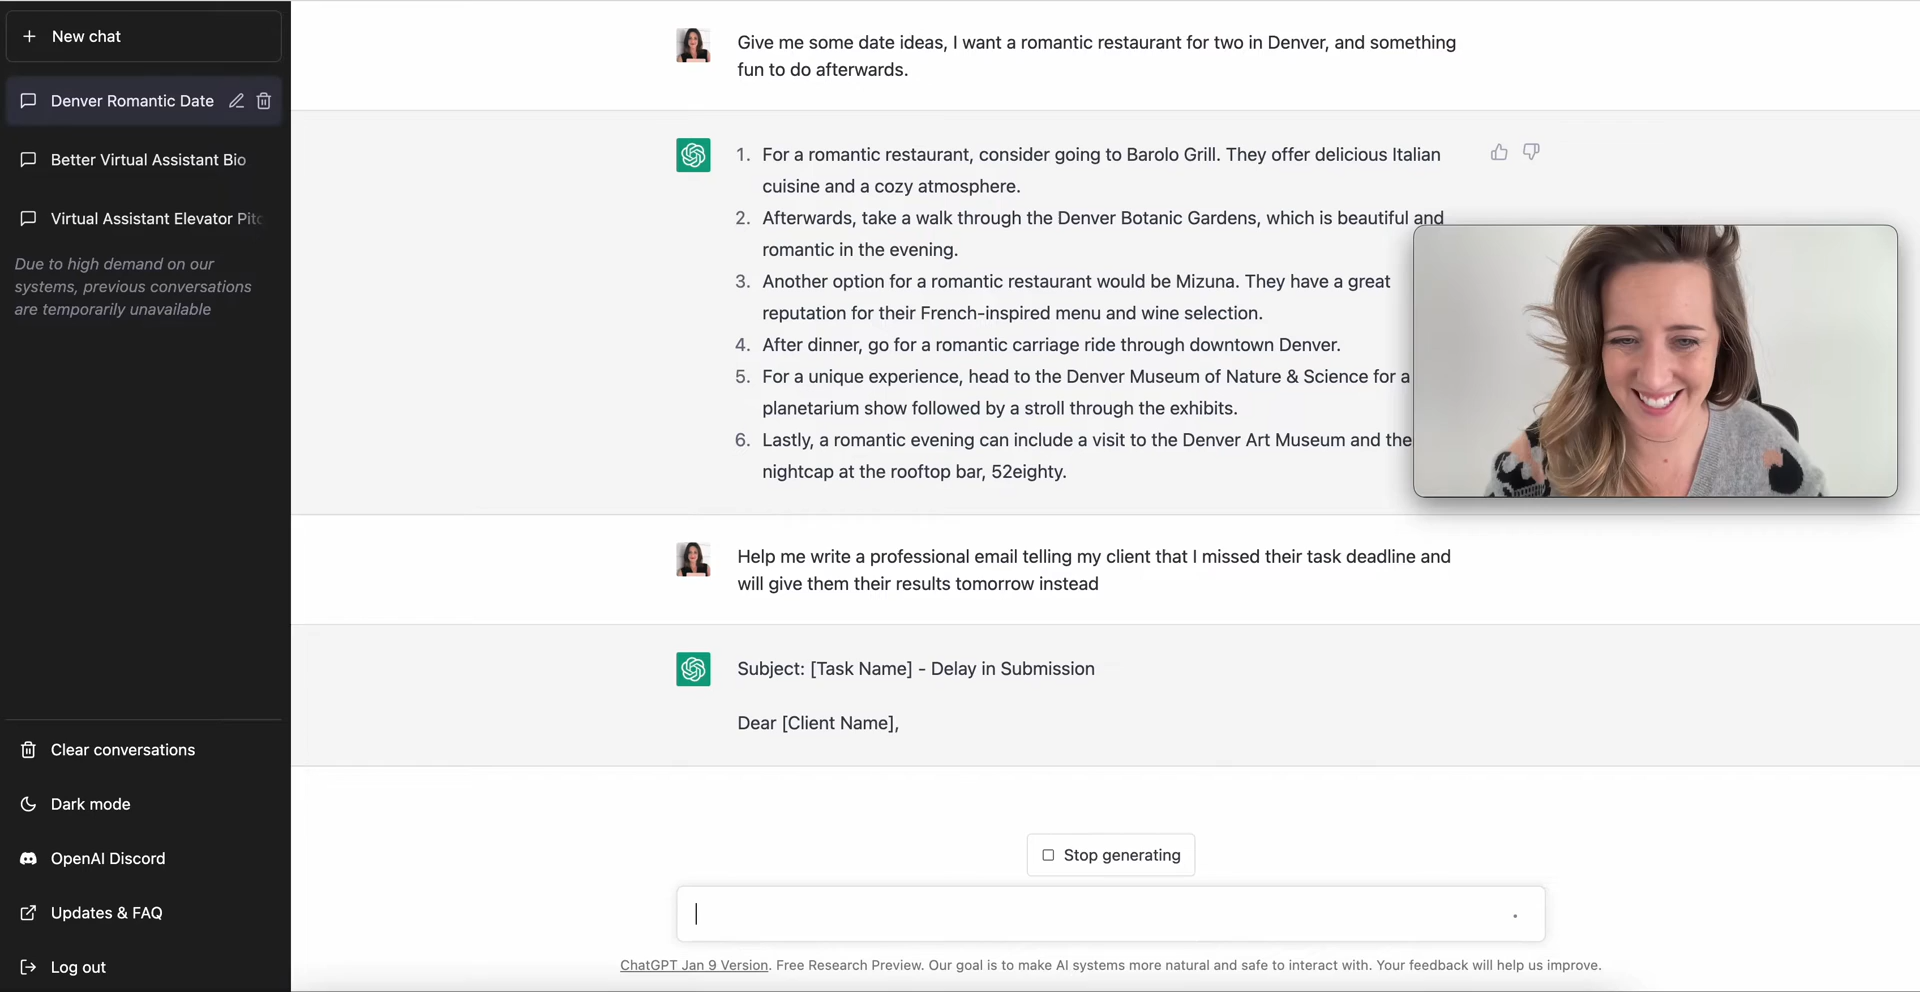 New chat
Denver Romantic Date
Better Virtual Assistant Bio
Virtual Assistant Elevator Pitc
Due to high demand on our
systems, previous conversations
are temporarily unavailable
Clear conversations
Dark mode
OpenAI Discord
Updates & FAQ
Log out
Give me some date ideas, I want a romantic restaurant for two in Denver, and something
fun to do afterwards.
1. For a romantic restaurant, consider going to Barolo Grill. They offer delicious Italian
cuisine and a cozy atmosphere.
2. Afterwards, take a walk through the Denver Botanic Gardens, which is beautiful and
romantic in the evening.
3. Another option for a romantic restaurant would be Mizuna. They have a great
reputation for their French-inspired menu and wine selection.
4. After dinner, go for a romantic carriage ride through downtown Denver.
5. For a unique experience, head to the Denver Museum of Nature & Science for a
planetarium show followed by a stroll through the exhibits.
6. Lastly, a romantic evening can include a visit to the Denver Art Museum and the
nightcap at the rooftop bar, 52eighty.
Help me write a professional email telling my client that I missed their task deadline and
will give them their results tomorrow instead
Subject: [Task Name] - Delay in Submission
Dear [Client Name],
Stop generating
ChatGPT Jan 9 Version. Free Research Preview. Our goal is to make AI systems more natural and safe to interact with. Your feedback will help us improve.